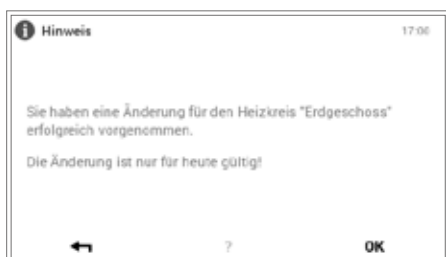 Hinweis 17:06
Sie haben eine Änderung für den Heizkreis "Erdgeschoss"
erfolgreich vorgenommen.
Die Änderung ist nur für heute gültig!
? OK